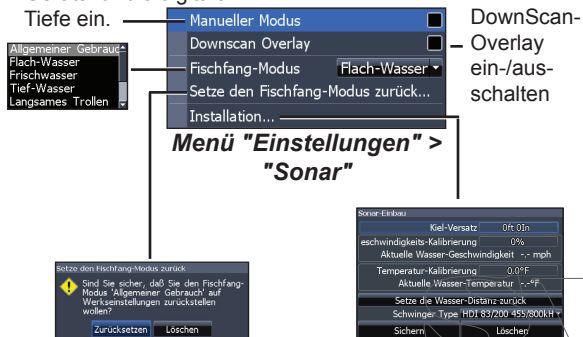 Tiefe ein.
Manueller Modus
Downscan Overlay
Fischfang-Modus Flach-Wasser
Setze den Fischfang-Modus zurück...
Installation...
DownScan-
Overlay
ein-/aus-
schalten
Allgemeiner Gebrauc
Flach-Wasser
Frischwasser
Tief-Wasser
Langsames Trollen
Menü "Einstellungen" >
"Sonar"
Setze den Fischfang-Modus zurück
Sind Sie sicher, daß Sie den Fischfang-
Modus 'Allgemeiner Gebrauch' auf
Werkseinstellungen zurückstellen
wollen?
Zurücksetzen Löschen
Sonar-Einbau
Kiel-Versatz 0ft 0In
eschwindigkeits-Kalibrierung 0%
Aktuelle Wasser-Geschwindigkeit -.- mph
Temperatur-Kalibrierung 0.0°F
Aktuelle Wasser-Temperatur -.-°F
Setze die Wasser-Distanz zurück
Schwinger Type HDI 83/200 455/800kH
Sichern Löschen